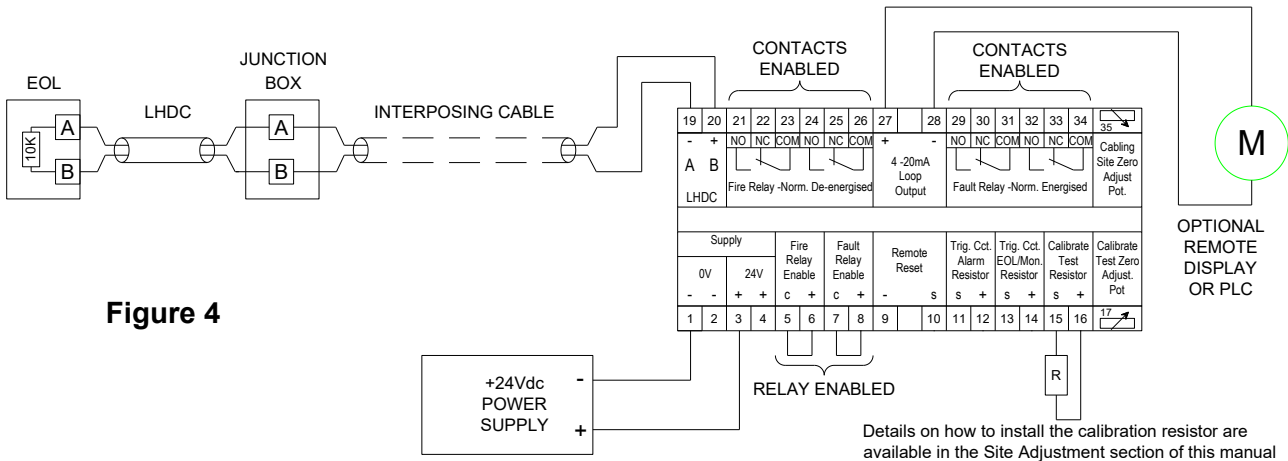 EOL
A
10K
B
LHDC
JUNCTION
BOX
A
B
INTERPOSING CABLE
CONTACTS
ENABLED
CONTACTS
ENABLED
19 20 21 22 23 24 25 26 27 28 29 30 31 32 33 34 35
- + NO NC COM NO NC COM + - NO NC COM NO NC COM
A B
LHDC
Fire Relay -Norm. De-energised
4 -20mA
Loop
Output
Fault Relay -Norm. Energised
Cabling
Site Zero
Adjust
Pot.
M
OPTIONAL
REMOTE
DISPLAY
OR PLC
Supply
0V 24V
- - + +
Fire
Relay
Enable
c +
Fault
Relay
Enable
c +
Remote
Reset
- s
Trig. Cct.
Alarm
Resistor
s +
Trig. Cct.
EOL/Mon.
Resistor
s +
Calibrate
Test
Resistor
s +
Calibrate
Test Zero
Adjust.
Pot
1 2 3 4 5 6 7 8 9 10 11 12 13 14 15 16 17
Figure 4
+24Vdc
POWER
SUPPLY
-
+
RELAY ENABLED
R
Details on how to install the calibration resistor are
available in the Site Adjustment section of this manual